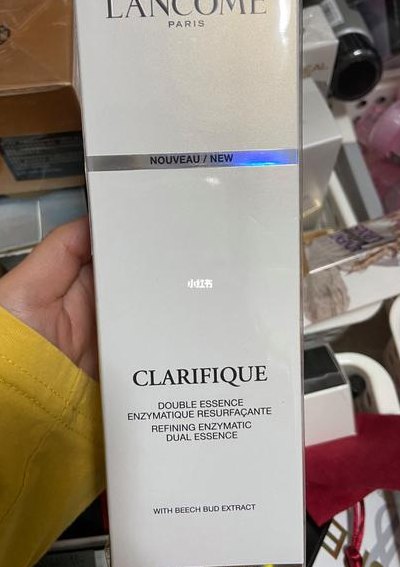 LANCÔME
PARIS
NOUVEAU / NEW
小红书
CLARIFIQUE
DOUBLE ESSENCE
ENZYMATIQUE RESURFAÇANTE
REFINING ENZYMATIC
DUAL ESSENCE
WITH BEECH BUD EXTRACT